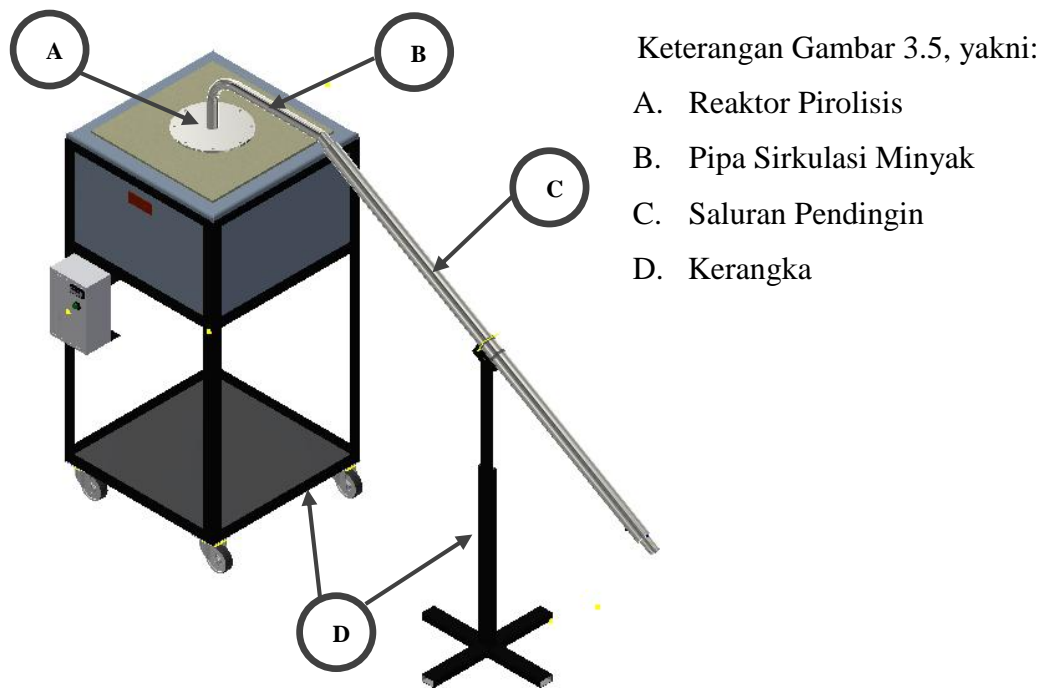 A
B
C
D
Keterangan Gambar 3.5, yakni:
A. Reaktor Pirolisis
B. Pipa Sirkulasi Minyak
C. Saluran Pendingin
D. Kerangka